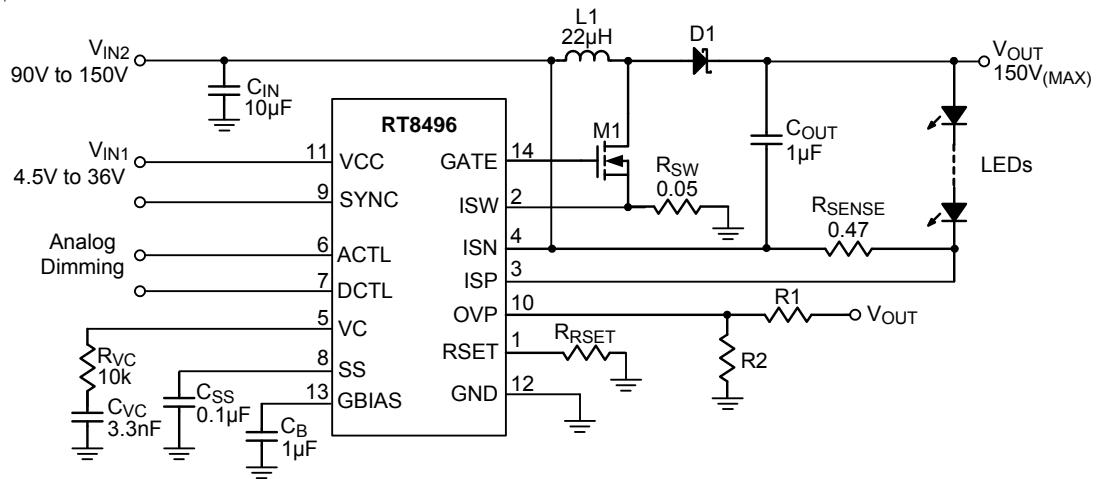 L1
22µH
D1
VIN2
90V to 150V
VOUT
150V(MAX)
CIN
10µF
RT8496
M1
COUT
1µF
LEDs
VIN1
4.5V to 36V
11
VCC
GATE
14
RSW
0.05
9
SYNC
ISW
2
RSENSE
0.47
Analog
Dimming
6
ACTL
ISN
4
7
DCTL
ISP
3
5
VC
OVP
10
R1
VOUT
RVC
10k
8
SS
RSET
1
RRSET
R2
CVC
3.3nF
CSS
0.1µF
13
GBIAS
GND
12
CB
1µF